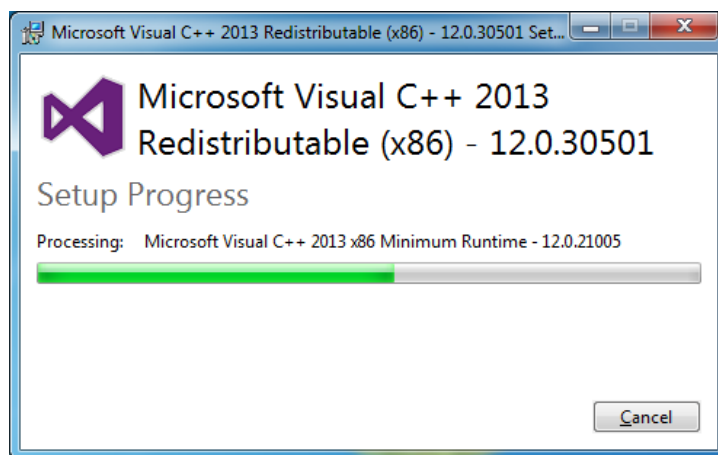 Microsoft Visual C++ 2013 Redistributable (x86) - 12.0.30501 Set...
Microsoft Visual C++ 2013
Redistributable (x86) - 12.0.30501
Setup Progress
Processing: Microsoft Visual C++ 2013 x86 Minimum Runtime - 12.0.21005
Cancel